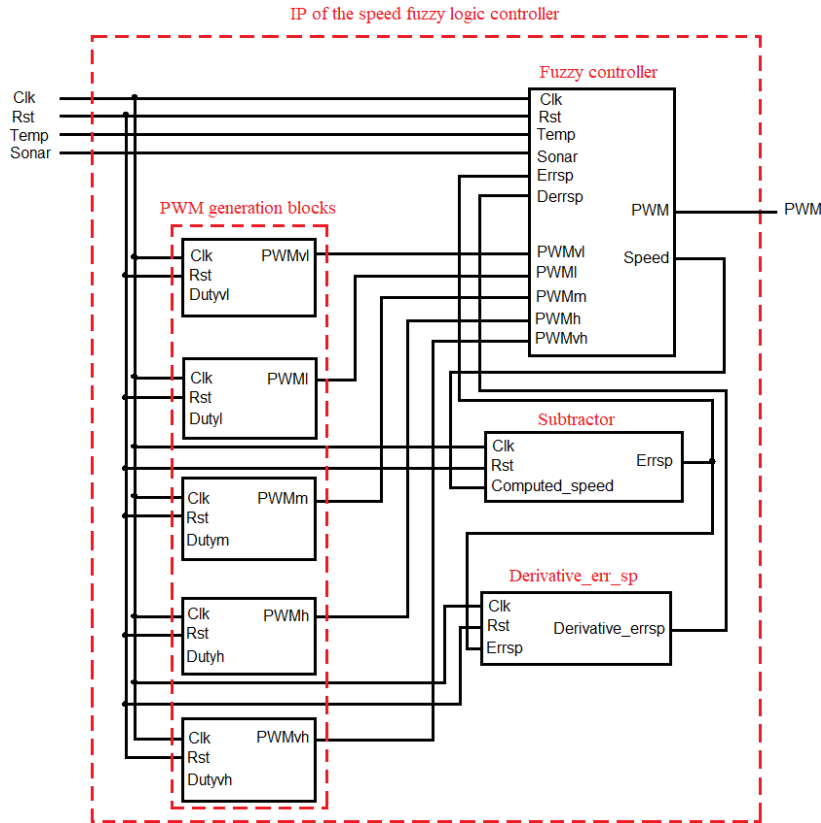 IP of the speed fuzzy logic controller
Fuzzy controller
Clk
Rst
Temp
Sonar
Clk
Rst
Temp
Sonar
Errsp
Derrsp
PWMvl
PWMl
PWMm
PWMh
PWMvh
PWM
Speed
PWM
PWM generation blocks
Clk
Rst
Dutyvl
PWMvl
Clk
Rst
Dutyl
PWMl
Clk
Rst
Dutym
PWMm
Clk
Rst
Dutyh
PWMh
Clk
Rst
Dutyvh
PWMvh
Subtractor
Clk
Rst
Computed_speed
Errsp
Derivative_err_sp
Clk
Rst
Errsp
Derivative_errsp